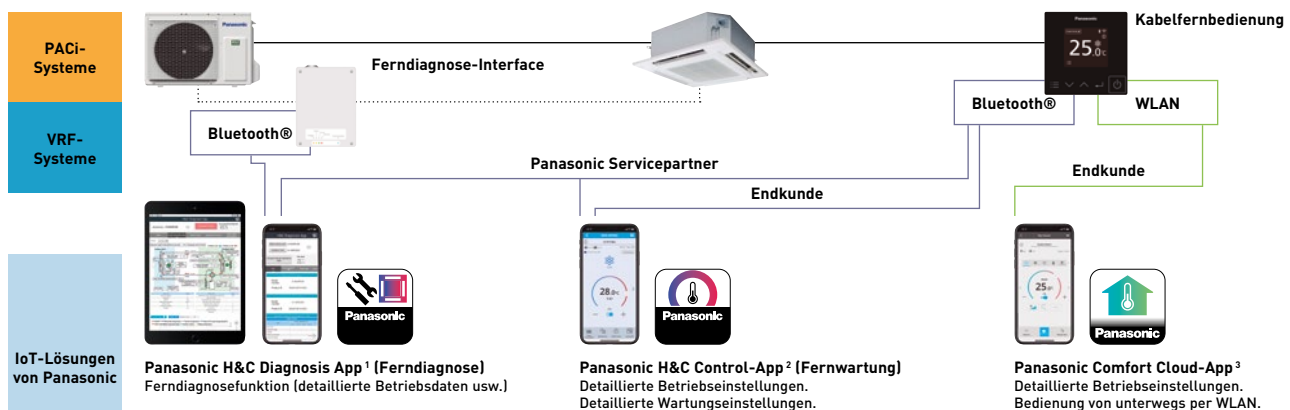 PACi-
Systeme
VRF-
Systeme
IoT-Lösungen
von Panasonic
Panasonic
Ferndiagnose-Interface
Panasonic
25.0°C
Kabelfernbedienung
Bluetooth®
Bluetooth®
WLAN
Panasonic Servicepartner
Endkunde
Endkunde
Panasonic
28.0°C
Panasonic
25.0°
Panasonic
Panasonic H&C Diagnosis App¹ (Ferndiagnose)
Ferndiagnosefunktion (detaillierte Betriebsdaten usw.)
Panasonic H&C Control-App² (Fernwartung)
Detaillierte Betriebseinstellungen.
Detaillierte Wartungseinstellungen.
Panasonic Comfort Cloud-App³
Detaillierte Betriebseinstellungen.
Bedienung von unterwegs per WLAN.